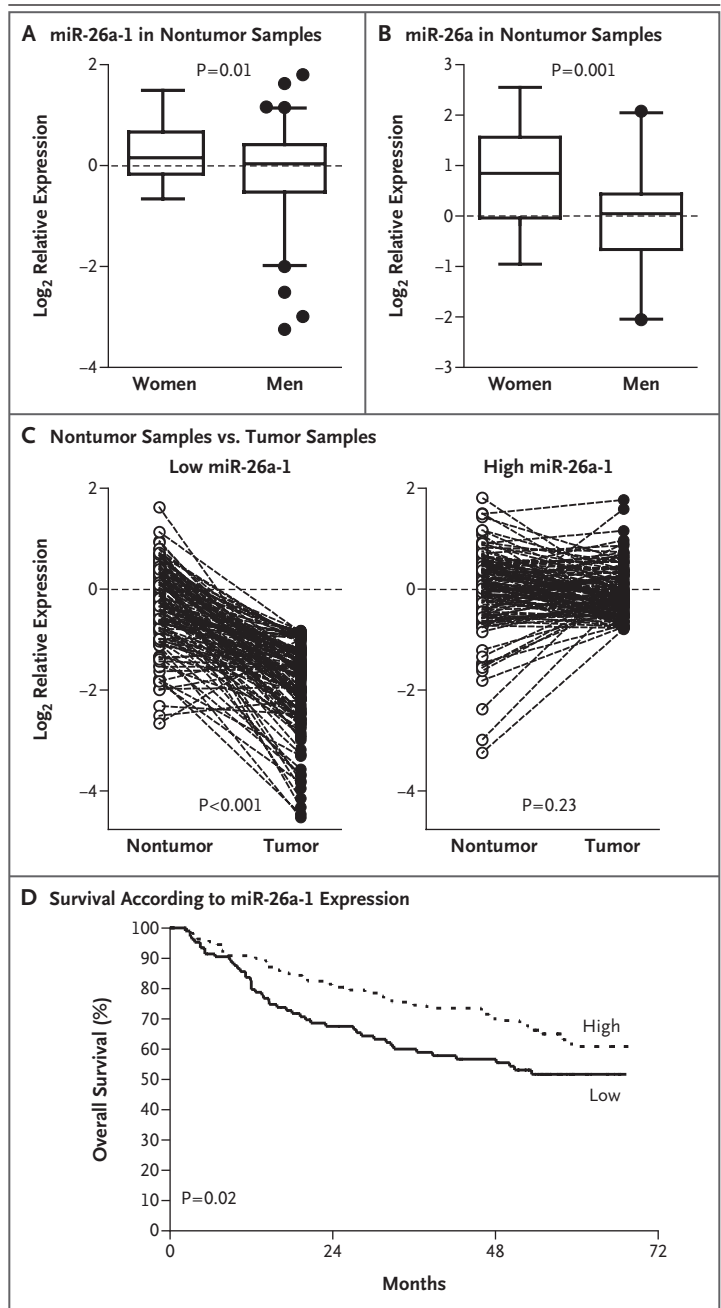 A miR-26a-1 in Nontumor Samples
P=0.01
Log₂ Relative Expression
2
0
−2
−4
Women Men
B miR-26a in Nontumor Samples
P=0.001
Log₂ Relative Expression
3
2
1
0
−1
−2
−3
Women Men
C Nontumor Samples vs. Tumor Samples
Low miR-26a-1
Log₂ Relative Expression
2
0
−2
−4
P<0.001
Nontumor Tumor
High miR-26a-1
2
0
−2
−4
P=0.23
Nontumor Tumor
D Survival According to miR-26a-1 Expression
Overall Survival (%)
100
90
80
70
60
50
40
30
20
10
0
High
Low
P=0.02
0 24 48 72
Months